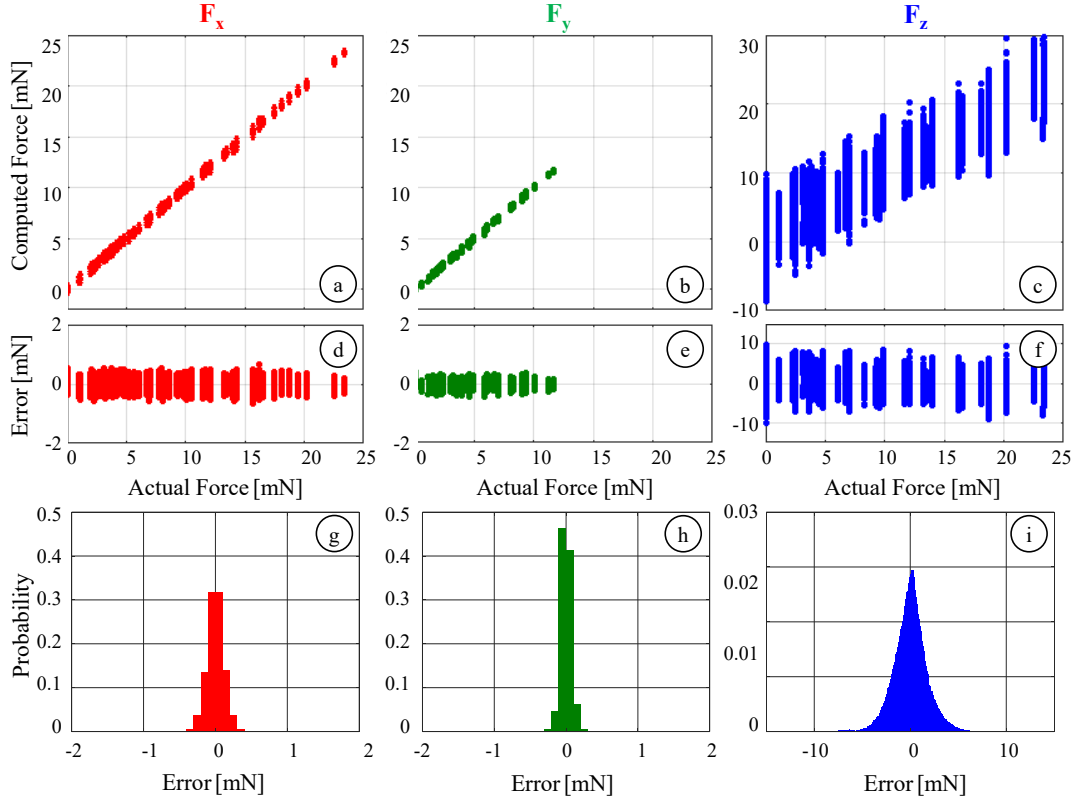 F_x F_y F_z
Computed Force [mN]
25 20 15 10 5 0
a
25 20 15 10 5 0
b
30 20 10 0 -10
c
Error [mN]
2 0 -2
d
2 0 -2
e
10 0 -10
f
0 5 10 15 20 25
0 5 10 15 20 25
0 5 10 15 20 25
Actual Force [mN] Actual Force [mN] Actual Force [mN]
Probability
0.5 0.4 0.3 0.2 0.1 0
g
0.5 0.4 0.3 0.2 0.1 0
h
0.03 0.02 0.01 0
i
-2 -1 0 1 2
-2 -1 0 1 2
-10 0 10
Error [mN] Error [mN] Error [mN]